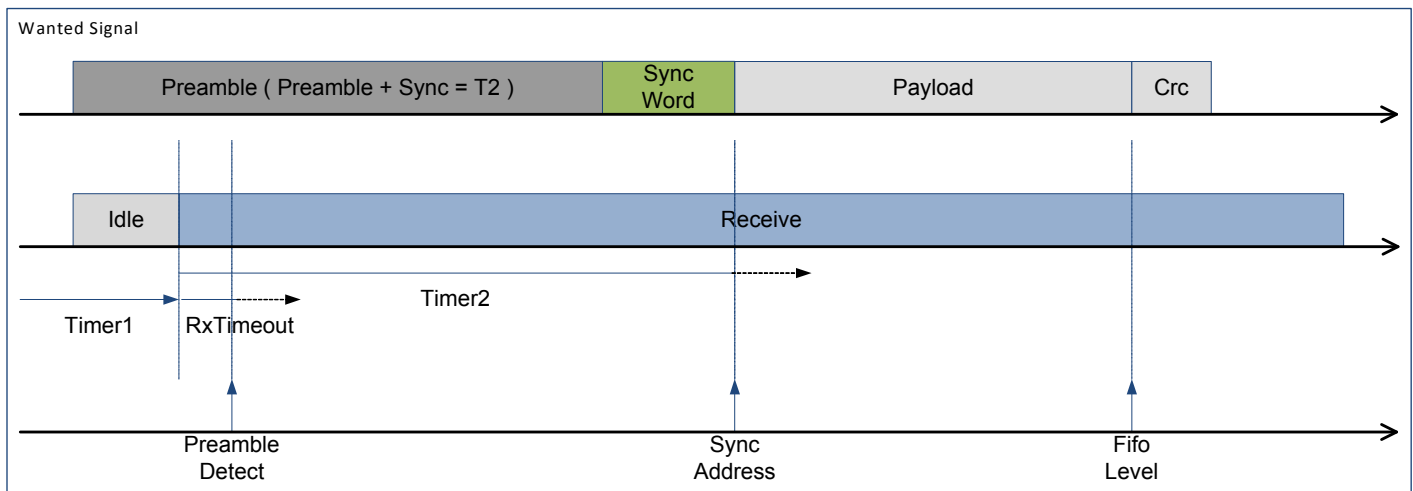 Wanted Signal
Preamble ( Preamble + Sync = T2 )
Sync
Word
Payload
Crc
Idle
Receive
Timer2
Timer1
RxTimeout
Preamble
Detect
Sync
Address
Fifo
Level